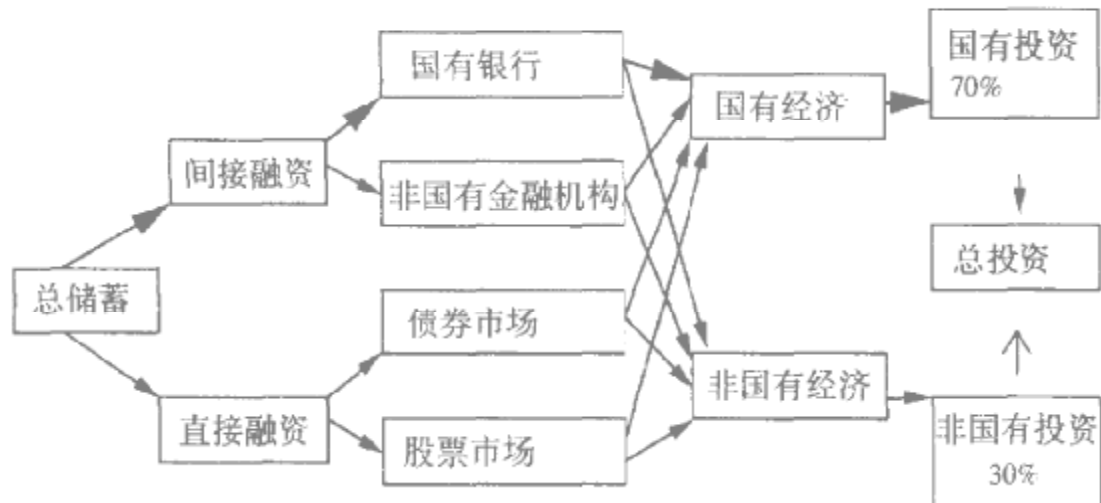 国有银行
国有投资
70%
国有经济
间接融资
非国有金融机构
总投资
总储蓄
债券市场
非国有经济
直接融资
股票市场
非国有投资
30%